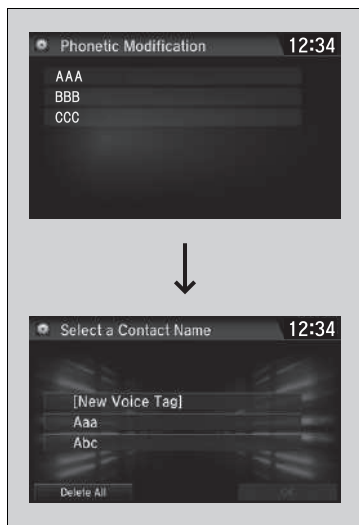 Phonetic Modification 12:34
AAA
BBB
CCC
Select a Contact Name 12:34
[New Voice Tag]
Aaa
Abc
Delete All OK